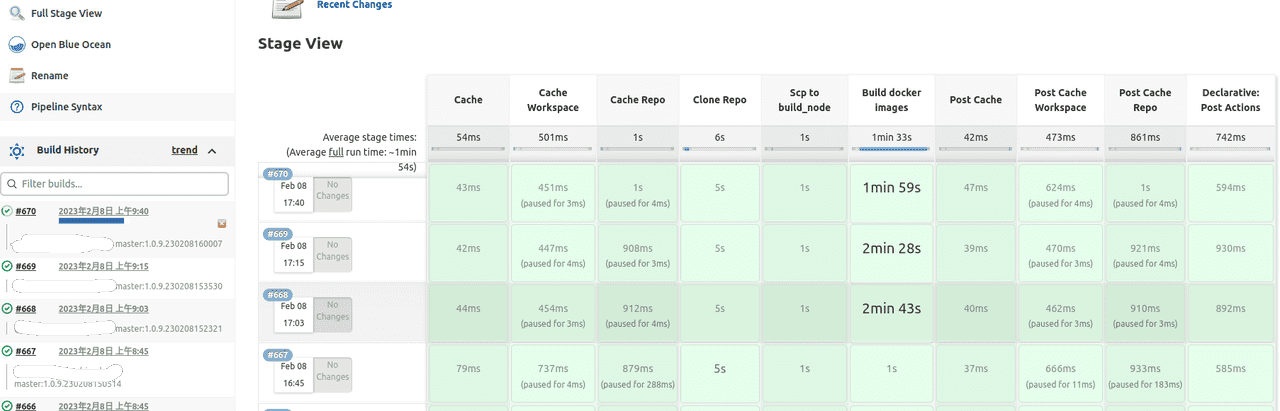 Full Stage View
Open Blue Ocean
Rename
Pipeline Syntax
Build History trend
Filter builds...
#670 2023年2月8日 上午9:40
master:1.0.9.230208160007
#669 2023年2月8日 上午9:15
master:1.0.9.230208153530
#668 2023年2月8日 上午9:03
master:1.0.9.230208152321
#667 2023年2月8日 上午8:45
master:1.0.9.230208150514
#666 2023年2月8日 上午8:45
Recent Changes
Stage View
Cache
Cache Workspace
Cache Repo
Clone Repo
Scp to build_node
Build docker images
Post Cache
Post Cache Workspace
Post Cache Repo
Declarative: Post Actions
Average stage times:
(Average full run time: ~1min
54s)
54ms 501ms 1s 6s 1s 1min 33s 42ms 473ms 861ms 742ms
#670
Feb 08
17:40
No Changes
43ms 451ms 1s 5s 1s 1min 59s 47ms 624ms 1s 594ms
(paused for 3ms) (paused for 4ms) (paused for 4ms) (paused for 4ms)
#669
Feb 08
17:15
No Changes
42ms 447ms 908ms 5s 1s 2min 28s 39ms 470ms 921ms 930ms
(paused for 4ms) (paused for 3ms) (paused for 3ms) (paused for 4ms)
#668
Feb 08
17:03
No Changes
44ms 454ms 912ms 5s 1s 2min 43s 40ms 462ms 910ms 892ms
(paused for 3ms) (paused for 4ms) (paused for 3ms) (paused for 3ms)
#667
Feb 08
16:45
No Changes
79ms 737ms 879ms 5s 1s 1s 37ms 666ms 933ms 585ms
(paused for 4ms) (paused for 288ms) (paused for 11ms) (paused for 183ms)